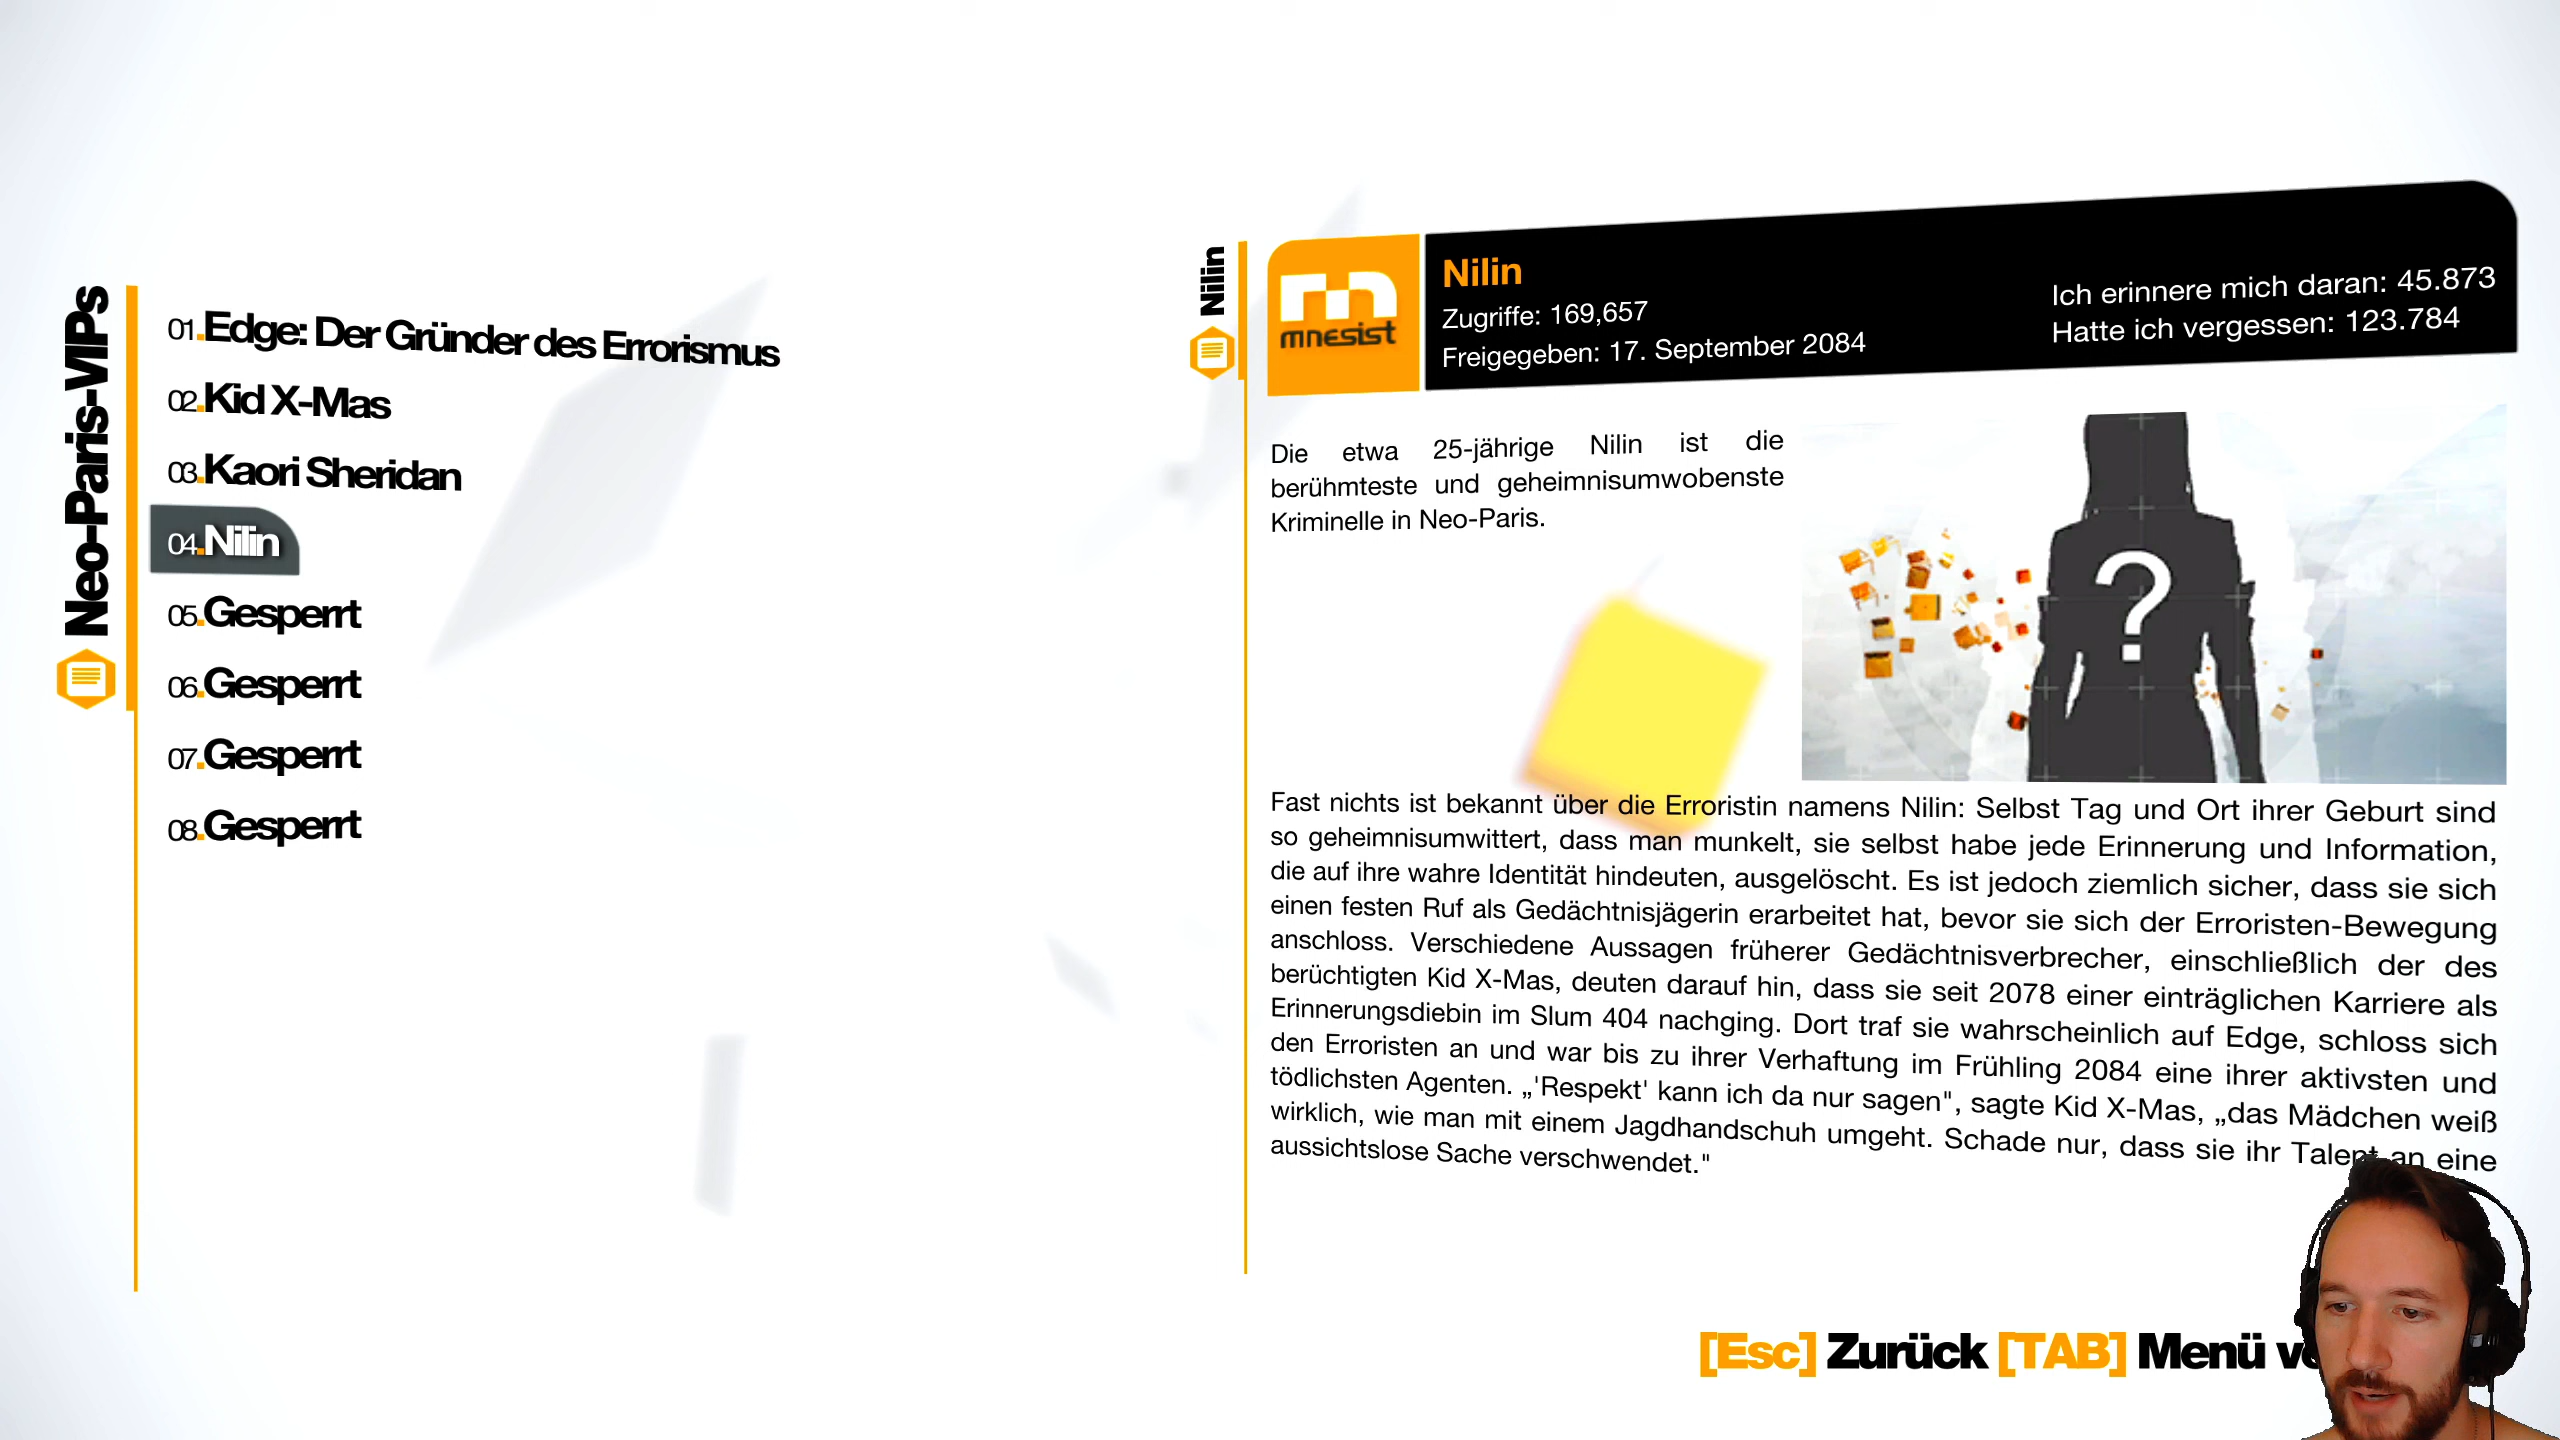 Neo-Paris-VIPs
01.Edge: Der Gründer des Errorismus
02.Kid X-Mas
03.Kaori Sheridan
04.Nilin
05.Gesperrt
06.Gesperrt
07.Gesperrt
08.Gesperrt
Nilin
mnesist
Nilin
Zugriffe: 169,657
Freigegeben: 17. September 2084
Ich erinnere mich daran: 45.873
Hatte ich vergessen: 123.784
Die etwa 25-jährige Nilin ist die
berühmteste und geheimnisumwobenste
Kriminelle in Neo-Paris.
?
Fast nichts ist bekannt über die Erroristin namens Nilin: Selbst Tag und Ort ihrer Geburt sind
so geheimnisumwittert, dass man munkelt, sie selbst habe jede Erinnerung und Information,
die auf ihre wahre Identität hindeuten, ausgelöscht. Es ist jedoch ziemlich sicher, dass sie sich
einen festen Ruf als Gedächtnisjägerin erarbeitet hat, bevor sie sich der Erroristen-Bewegung
anschloss. Verschiedene Aussagen früherer Gedächtnisverbrecher, einschließlich der des
berüchtigten Kid X-Mas, deuten darauf hin, dass sie seit 2078 einer einträglichen Karriere als
Erinnerungsdiebin im Slum 404 nachging. Dort traf sie wahrscheinlich auf Edge, schloss sich
den Erroristen an und war bis zu ihrer Verhaftung im Frühling 2084 eine ihrer aktivsten und
tödlichsten Agenten. „'Respekt' kann ich da nur sagen", sagte Kid X-Mas, „das Mädchen weiß
wirklich, wie man mit einem Jagdhandschuh umgeht. Schade nur, dass sie ihr Talent an eine
aussichtslose Sache verschwendet."
[Esc] Zurück [TAB] Menü